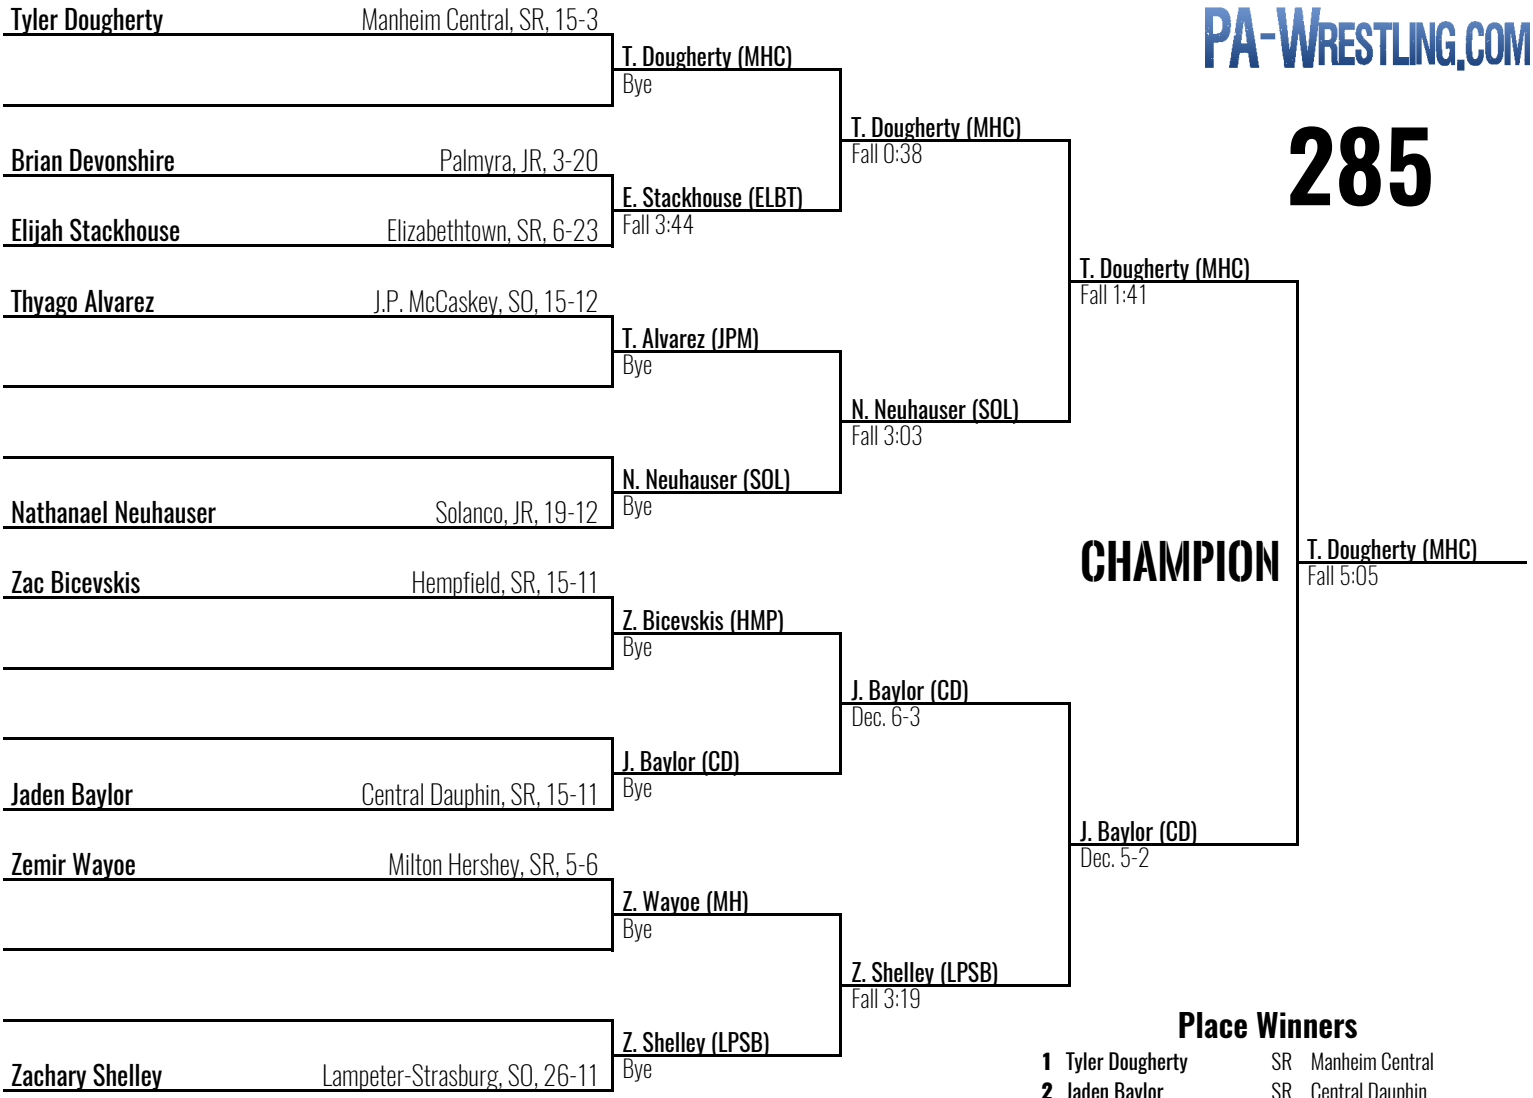 Tyler Dougherty Manheim Central, SR, 15-3
PA-WRESTLING.COM
T. Dougherty (MHC)
Bye
T. Dougherty (MHC)
Fall 0:38
285
Brian Devonshire Palmyra, JR, 3-20
E. Stackhouse (ELBT)
Fall 3:44
Elijah Stackhouse Elizabethtown, SR, 6-23
T. Dougherty (MHC)
Fall 1:41
Thyago Alvarez J.P. McCaskey, SO, 15-12
T. Alvarez (JPM)
Bye
N. Neuhauser (SOL)
Fall 3:03
N. Neuhauser (SOL)
Bye
Nathanael Neuhauser Solanco, JR, 19-12
CHAMPION
T. Dougherty (MHC)
Fall 5:05
Zac Bicevskis Hempfield, SR, 15-11
Z. Bicevskis (HMP)
Bye
J. Baylor (CD)
Dec. 6-3
J. Baylor (CD)
Bye
Jaden Baylor Central Dauphin, SR, 15-11
J. Baylor (CD)
Dec. 5-2
Zemir Wayoe Milton Hershey, SR, 5-6
Z. Wayoe (MH)
Bye
Z. Shelley (LPSB)
Fall 3:19
Z. Shelley (LPSB)
Bye
Zachary Shelley Lampeter-Strasburg, SO, 26-11
Place Winners
1 Tyler Dougherty SR Manheim Central
2 Jaden Baylor SR Central Dauphin